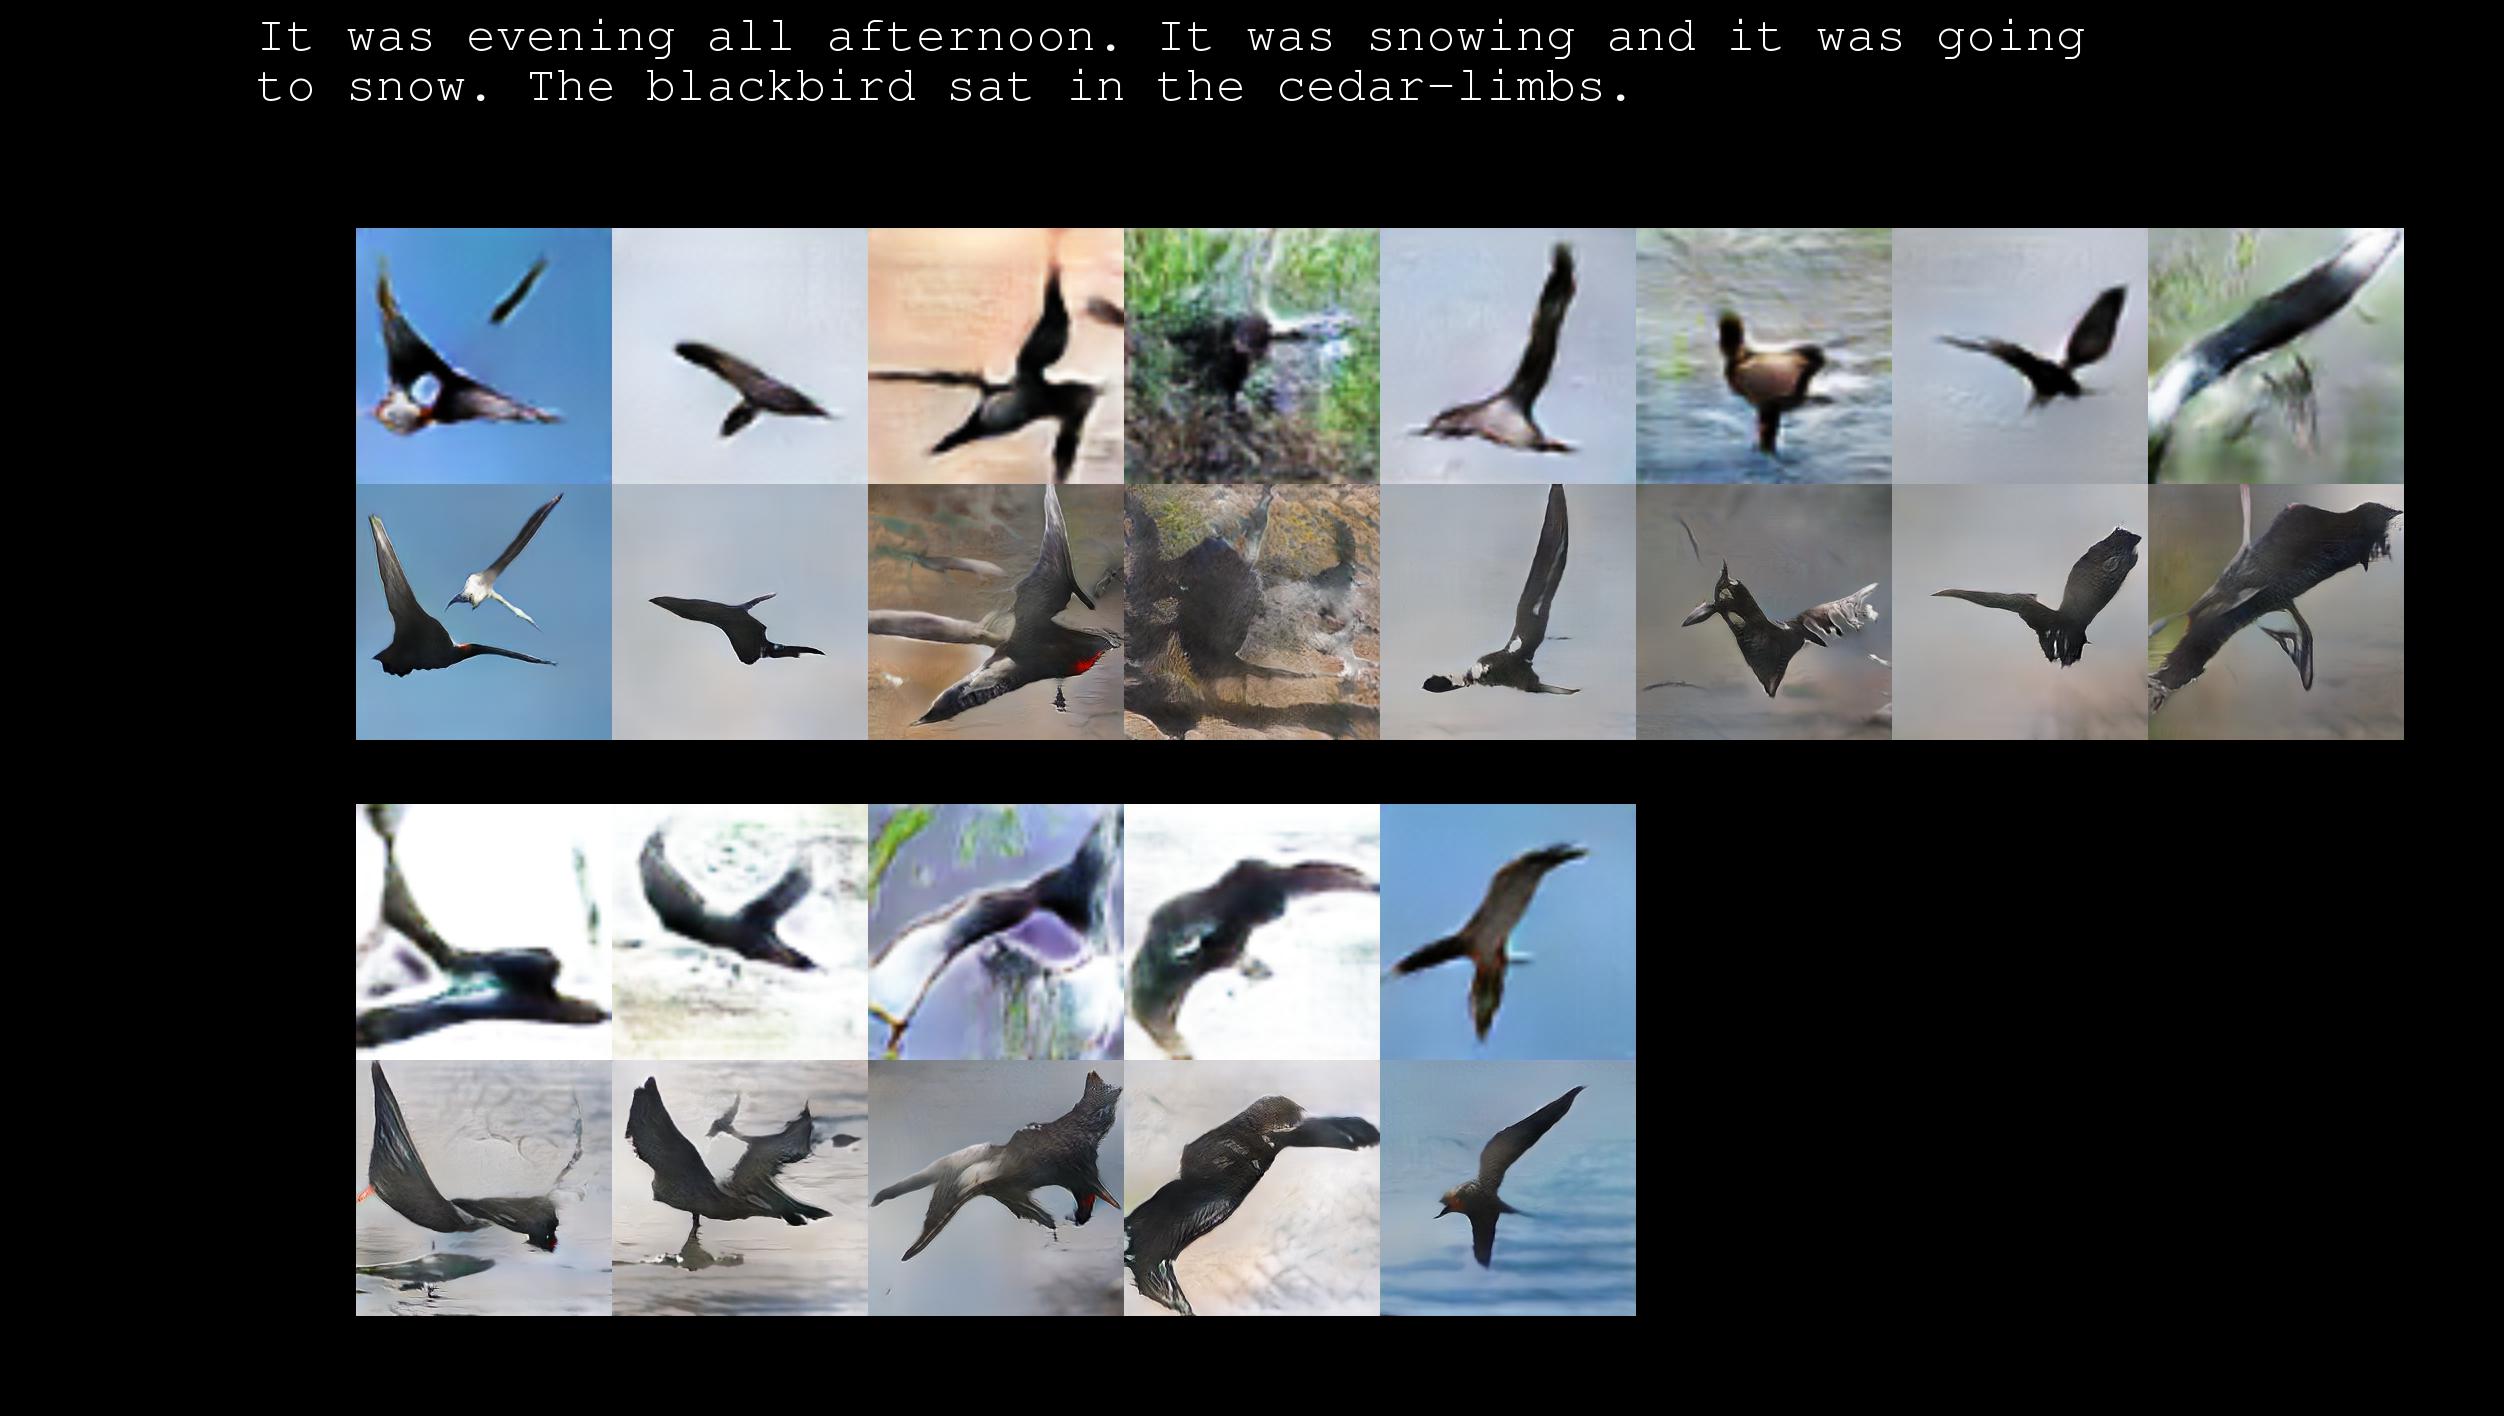 It was evening all afternoon. It was snowing and it was going
to snow. The blackbird sat in the cedar-limbs.